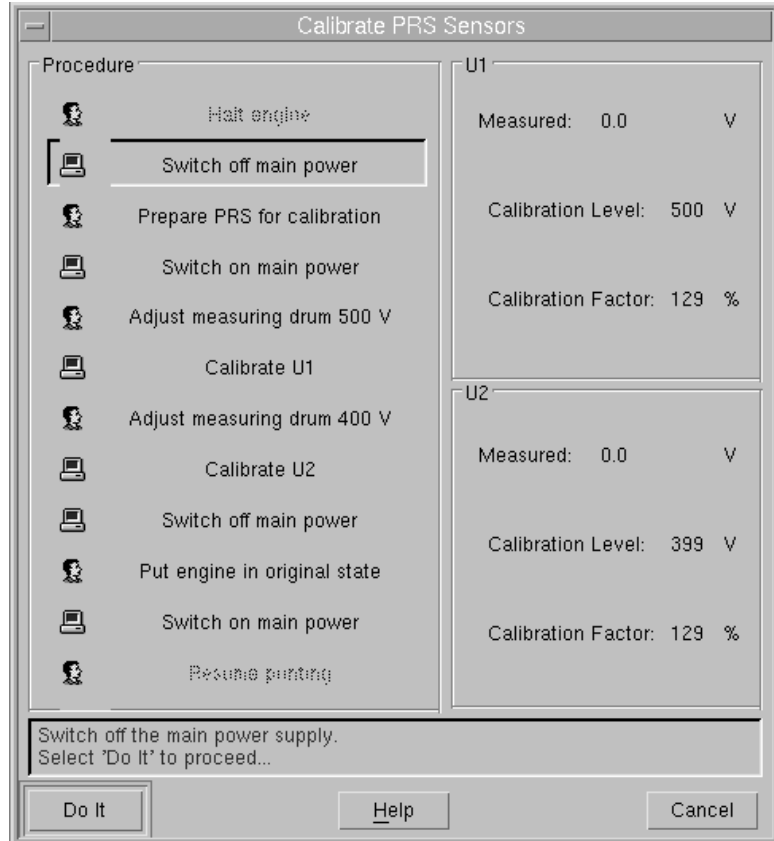 Calibrate PRS Sensors
Procedure
Halt engine
Switch off main power
Prepare PRS for calibration
Switch on main power
Adjust measuring drum 500 V
Calibrate U1
Adjust measuring drum 400 V
Calibrate U2
Switch off main power
Put engine in original state
Switch on main power
Resume printing
U1
Measured: 0.0 V
Calibration Level: 500 V
Calibration Factor: 129 %
U2
Measured: 0.0 V
Calibration Level: 399 V
Calibration Factor: 129 %
Switch off the main power supply.
Select 'Do It' to proceed...
Do It
Help
Cancel